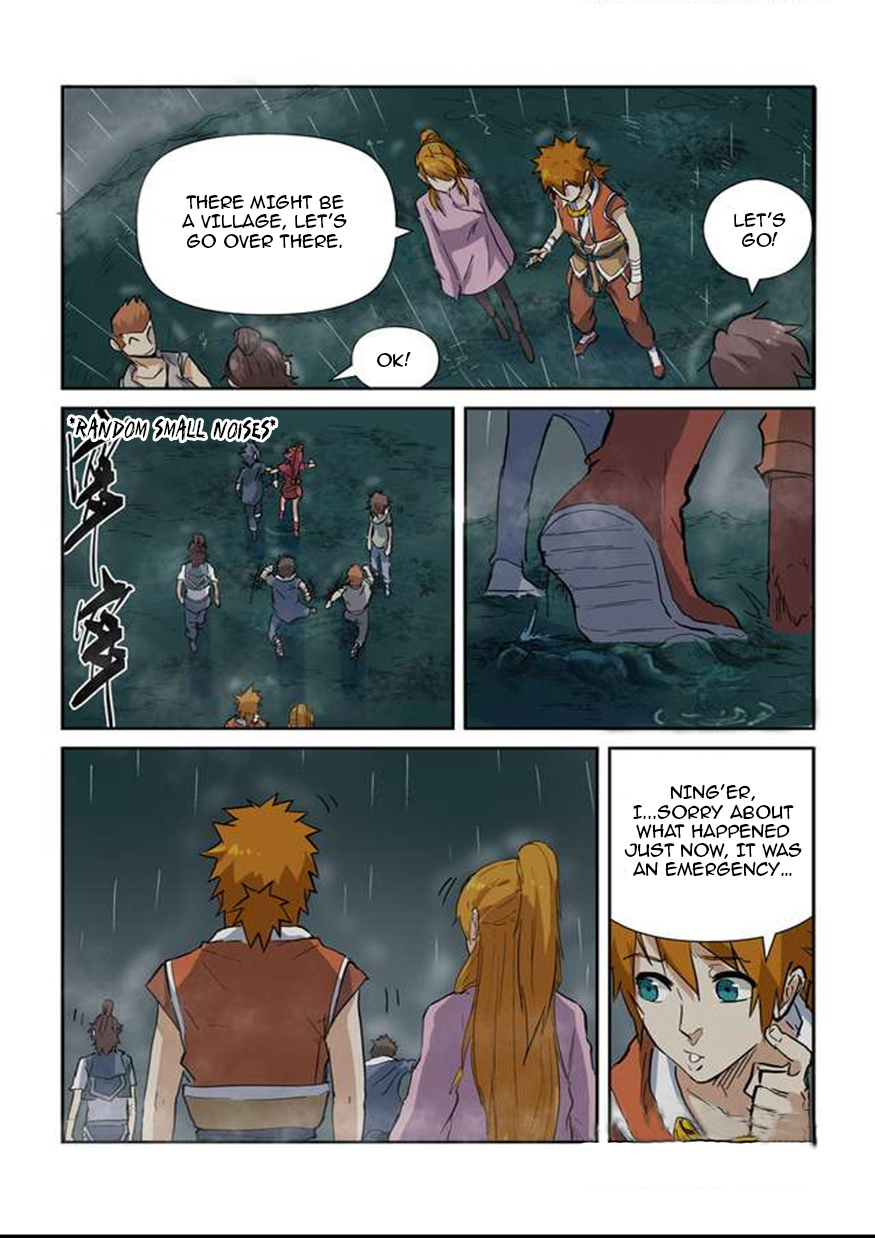 THERE MIGHT BE
A VILLAGE, LET'S
GO OVER THERE.
LET'S
GO!
OK!
*RANDOM SMALL NOISES*
NING'ER,
I...SORRY ABOUT
WHAT HAPPENED
JUST NOW, IT WAS
AN EMERGENCY...